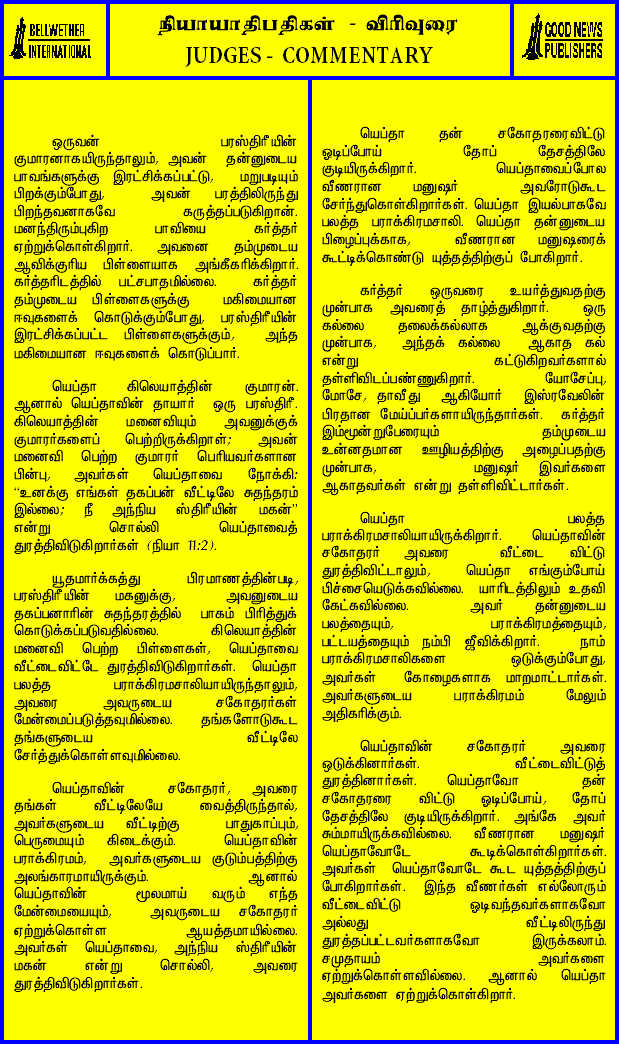 BELLWETHER
INTERNATIONAL
நியாயாதிபதிகள் - விரிவுரை
JUDGES - COMMENTARY
GOOD NEWS
PUBLISHERS
ஒருவன் பரஸ்திரீயின்
குமாரனாகயிருந்தாலும், அவன் தன்னுடைய
பாவங்களுக்கு இரட்சிக்கப்பட்டு, மறுபடியும்
பிறக்கும்போது, அவன் பரத்திலிருந்து
பிறந்தவனாகவே கருத்தப்படுகிறான்.
மனந்திரும்புகிற பாவியை கர்த்தர்
ஏற்றுக்கொள்கிறார். அவனை தம்முடைய
ஆவிக்குரிய பிள்ளையாக அங்கீகரிக்கிறார்.
கர்த்தரிடத்தில் பட்சபாதமில்லை. கர்த்தர்
தம்முடைய பிள்ளைகளுக்கு மகிமையான
ஈவுகளைக் கொடுக்கும்போது, பரஸ்திரீயின்
இரட்சிக்கப்பட்ட பிள்ளைகளுக்கும், அந்த
மகிமையான ஈவுகளைக் கொடுப்பார்.
யெப்தா கிலெயாத்தின் குமாரன்.
ஆனால் யெப்தாவின் தாயார் ஒரு பரஸ்திரீ.
கிலெயாத்தின் மனைவியும் அவனுக்குக்
குமாரர்களைப் பெற்றிருக்கிறாள்; அவன்
மனைவி பெற்ற குமாரர் பெரியவர்களான
பின்பு, அவர்கள் யெப்தாவை நோக்கி:
“உனக்கு எங்கள் தகப்பன் வீட்டிலே சுதந்தரம்
இல்லை; நீ அந்நிய ஸ்திரீயின் மகன்”
என்று சொல்லி யெப்தாவைத்
துரத்திவிடுகிறார்கள் (நியா 11:2).
யூதமார்க்கத்து பிரமாணத்தின்படி,
பரஸ்திரீயின் மகனுக்கு, அவனுடைய
தகப்பனாரின் சுதந்தரத்தில் பாகம் பிரித்துக்
கொடுக்கப்படுவதில்லை. கிலெயாத்தின்
மனைவி பெற்ற பிள்ளைகள், யெப்தாவை
வீட்டைவிட்டே துரத்திவிடுகிறார்கள். யெப்தா
பலத்த பராக்கிரமசாலியாயிருந்தாலும்,
அவரை அவருடைய சகோதரர்கள்
மேன்மைப்படுத்தவுமில்லை. தங்களோடுகூட
தங்களுடைய வீட்டிலே
சேர்த்துக்கொள்ளவுமில்லை.
யெப்தாவின் சகோதரர், அவரை
தங்கள் வீட்டிலேயே வைத்திருந்தால்,
அவர்களுடைய வீட்டிற்கு பாதுகாப்பும்,
பெருமையும் கிடைக்கும். யெப்தாவின்
பராக்கிரமம், அவர்களுடைய குடும்பத்திற்கு
அலங்காரமாயிருக்கும். ஆனால்
யெப்தாவின் மூலமாய் வரும் எந்த
மேன்மையையும், அவருடைய சகோதரர்
ஏற்றுக்கொள்ள ஆயத்தமாயில்லை.
அவர்கள் யெப்தாவை, அந்நிய ஸ்திரீயின்
மகன் என்று சொல்லி, அவரை
துரத்திவிடுகிறார்கள்.
யெப்தா தன் சகோதரரைவிட்டு
ஓடிப்போய் தோப் தேசத்திலே
குடியிருக்கிறார். யெப்தாவைப்போல
வீணரான மனுஷர் அவரோடுகூட
சேர்ந்துகொள்கிறார்கள். யெப்தா இயல்பாகவே
பலத்த பராக்கிரமசாலி. யெப்தா தன்னுடைய
பிழைப்புக்காக, வீணரான மனுஷரைக்
கூட்டிக்கொண்டு யுத்தத்திற்குப் போகிறார்.
கர்த்தர் ஒருவரை உயர்த்துவதற்கு
முன்பாக அவரைத் தாழ்த்துகிறார். ஒரு
கல்லை தலைக்கல்லாக ஆக்குவதற்கு
முன்பாக, அந்தக் கல்லை ஆகாத கல்
என்று கட்டுகிறவர்களால்
தள்ளிவிடப்பண்ணுகிறார். யோசேப்பு,
மோசே, தாவீது ஆகியோர் இஸ்ரவேலின்
பிரதான மேய்ப்பர்களாயிருந்தார்கள். கர்த்தர்
இம்மூன்றுபேரையும் தம்முடைய
உன்னதமான ஊழியத்திற்கு அழைப்பதற்கு
முன்பாக, மனுஷர் இவர்களை
ஆகாதவர்கள் என்று தள்ளிவிட்டார்கள்.
யெப்தா பலத்த
பராக்கிரமசாலியாயிருக்கிறார். யெப்தாவின்
சகோதரர் அவரை வீட்டை விட்டு
துரத்திவிட்டாலும், யெப்தா எங்கும்போய்
பிச்சையெடுக்கவில்லை. யாரிடத்திலும் உதவி
கேட்கவில்லை. அவர் தன்னுடைய
பலத்தையும், பராக்கிரமத்தையும்,
பட்டயத்தையும் நம்பி ஜீவிக்கிறார். நாம்
பராக்கிரமசாலிகளை ஒடுக்கும்போது,
அவர்கள் கோழைகளாக மாறமாட்டார்கள்.
அவர்களுடைய பராக்கிரமம் மேலும்
அதிகரிக்கும்.
யெப்தாவின் சகோதரர் அவரை
ஒடுக்கினார்கள். வீட்டைவிட்டுத்
துரத்தினார்கள். யெப்தாவோ தன்
சகோதரரை விட்டு ஓடிப்போய், தோப்
தேசத்திலே குடியிருக்கிறார். அங்கே அவர்
சும்மாயிருக்கவில்லை. வீணரான மனுஷர்
யெப்தாவோடே கூடிக்கொள்கிறார்கள்.
அவர்கள் யெப்தாவோடே கூட யுத்தத்திற்குப்
போகிறார்கள். இந்த வீணர்கள் எல்லோரும்
வீட்டைவிட்டு ஓடிவந்தவர்களாகவோ
அல்லது வீட்டிலிருந்து
துரத்தப்பட்டவர்களாகவோ இருக்கலாம்.
சமுதாயம் அவர்களை
ஏற்றுக்கொள்ளவில்லை. ஆனால் யெப்தா
அவர்களை ஏற்றுக்கொள்கிறார்.